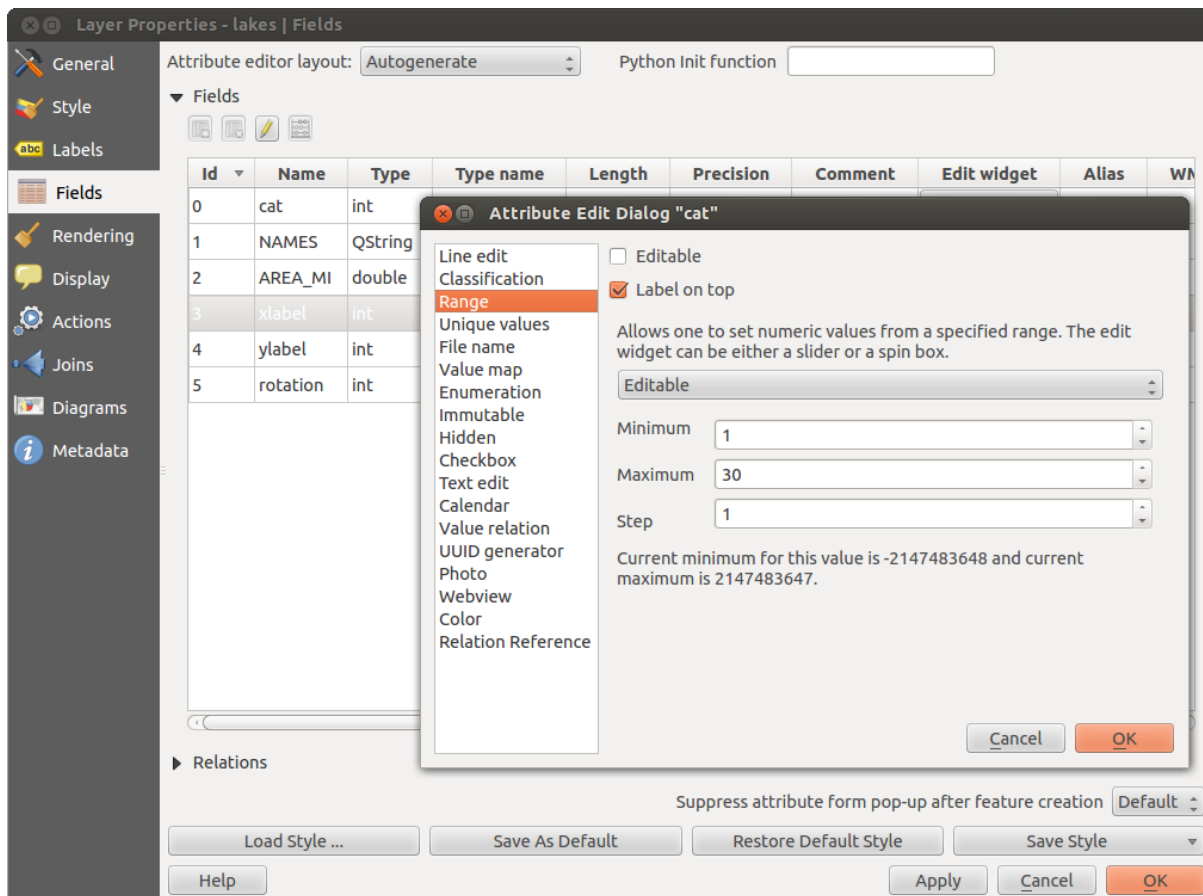 Layer Properties - lakes | Fields
General
Style
Labels
Fields
Rendering
Display
Actions
Joins
Diagrams
Metadata
abc
Attribute editor layout: Autogenerate Python Init function
Fields
Id Name Type Type name Length Precision Comment Edit widget Alias WM
0 cat int
1 NAMES QString
2 AREA_MI double
3 xlabel int
4 ylabel int
5 rotation int
Attribute Edit Dialog "cat"
Line edit
Classification
Range
Unique values
File name
Value map
Enumeration
Immutable
Hidden
Checkbox
Text edit
Calendar
Value relation
UUID generator
Photo
Webview
Color
Relation Reference
Editable
Label on top
Allows one to set numeric values from a specified range. The edit
widget can be either a slider or a spin box.
Editable
Minimum 1
Maximum 30
Step 1
Current minimum for this value is -2147483648 and current
maximum is 2147483647.
Cancel OK
Relations
Suppress attribute form pop-up after feature creation Default
Load Style ... Save As Default Restore Default Style Save Style
Help Apply Cancel OK